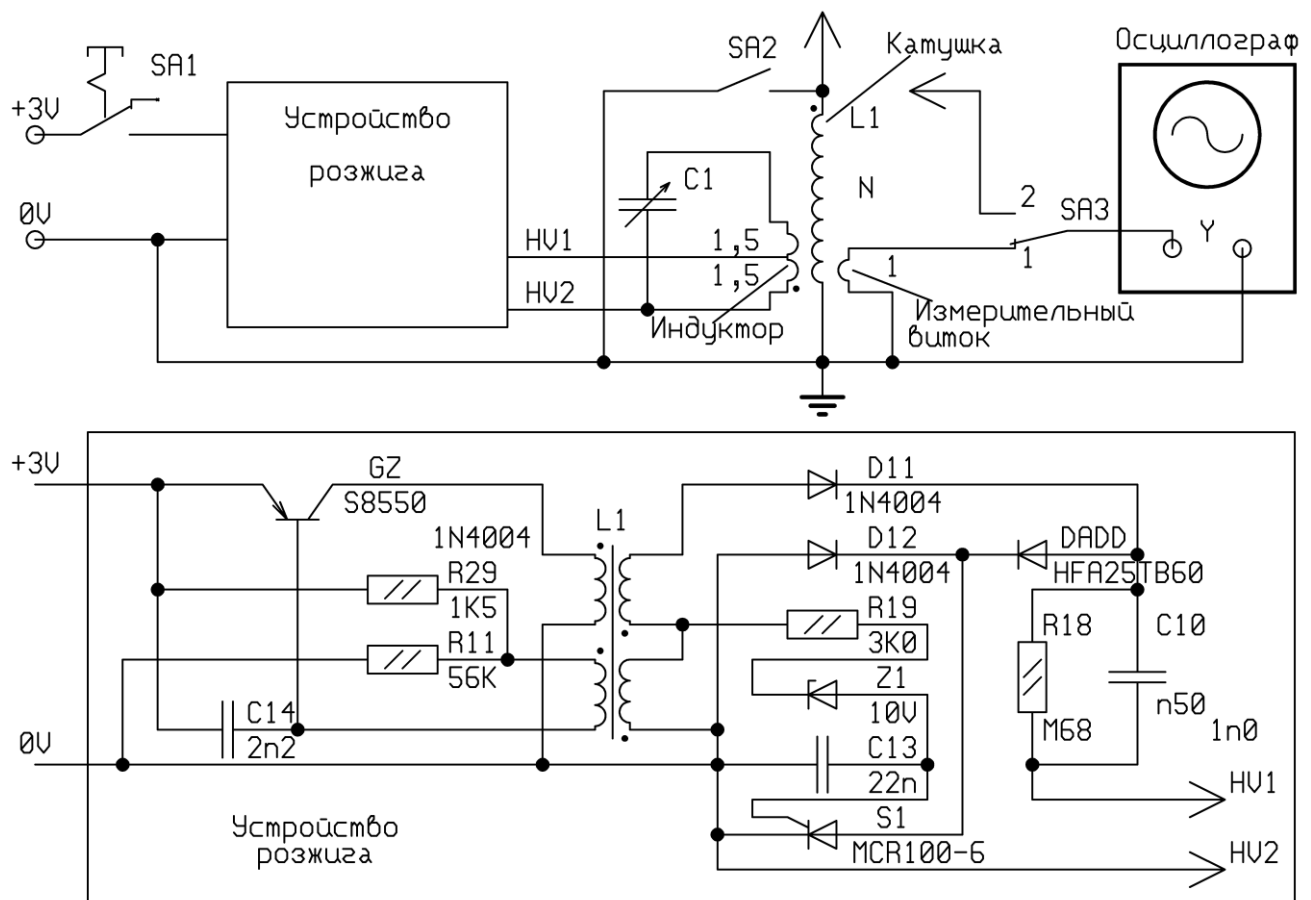 SA1
+3V
0V
Устройство
розжига
HV1
HV2
C1
1,5
1,5
Индуктор
SA2
Катушка
L1
N
1
Измерительный
виток
2
SA3
1
Осциллограф
Y
+3V
GZ
S8550
1N4004
R29
1K5
R11
56K
C14
2n2
0V
L1
D11
1N4004
D12
1N4004
DADD
HFA25TB60
R19
3K0
Z1
10V
C13
22n
S1
MCR100-6
R18
M68
C10
n50
1n0
HV1
HV2
Устройство
розжига